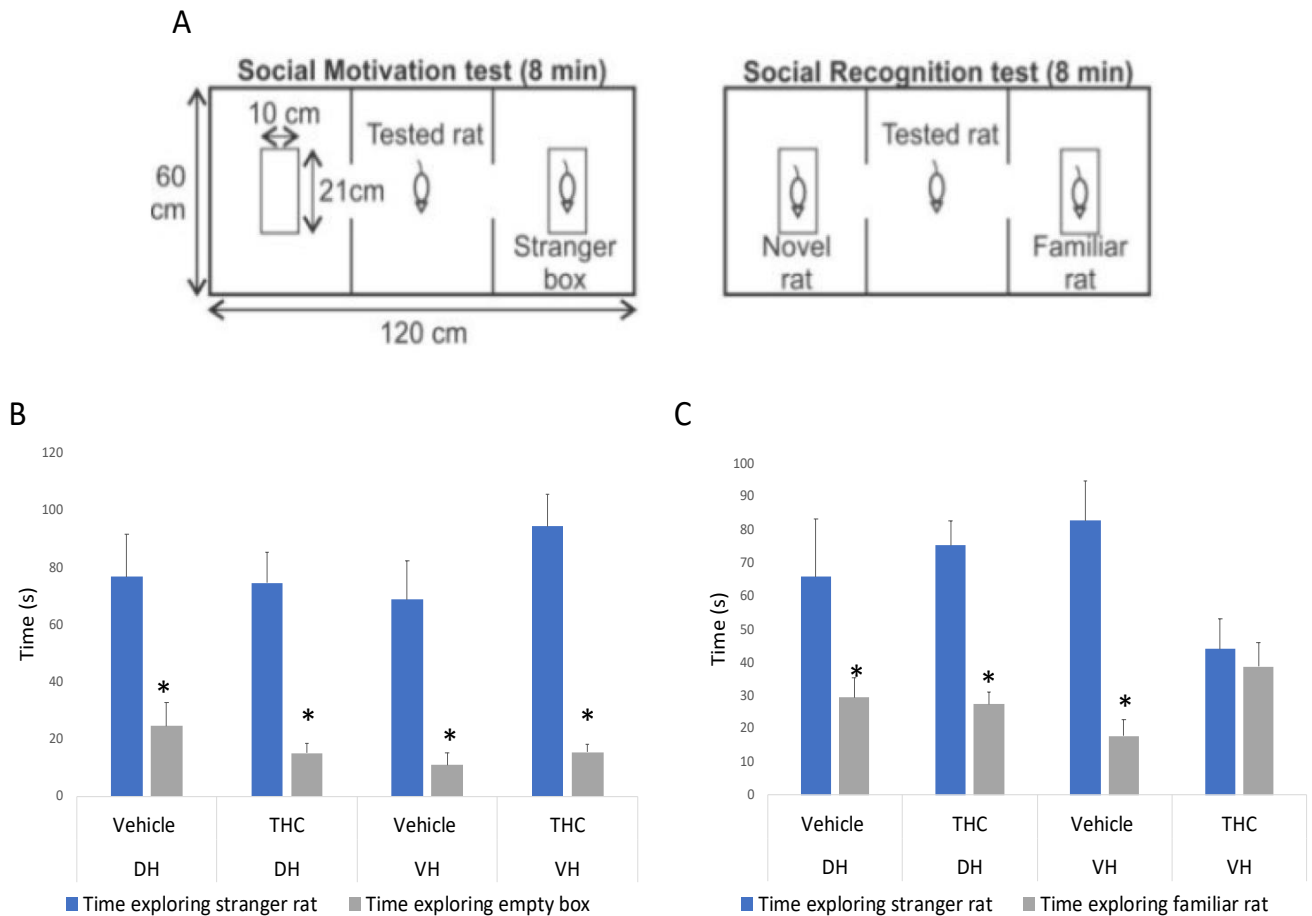 A
Social Motivation test (8 min)
10 cm
Tested rat
60
cm
21cm
Stranger
box
120 cm
Social Recognition test (8 min)
Tested rat
Novel
rat
Familiar
rat
B
120
100
80
60
40
20
0
Time (s)
*
*
*
*
Vehicle
THC
Vehicle
THC
DH
DH
VH
VH
Time exploring stranger rat
Time exploring empty box
C
100
90
80
70
60
50
40
30
20
10
0
Time (s)
*
*
*
Vehicle
THC
Vehicle
THC
DH
DH
VH
VH
Time exploring stranger rat
Time exploring familiar rat